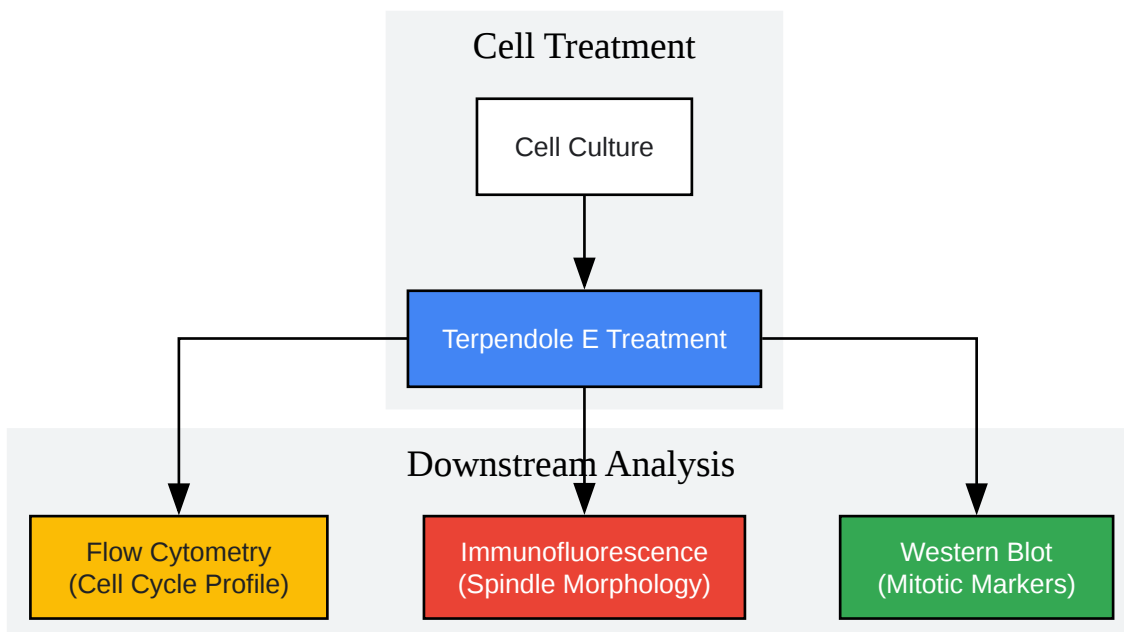 Cell Treatment
Cell Culture
Terpendole E Treatment
Downstream Analysis
Flow Cytometry
(Cell Cycle Profile)
Immunofluorescence
(Spindle Morphology)
Western Blot
(Mitotic Markers)